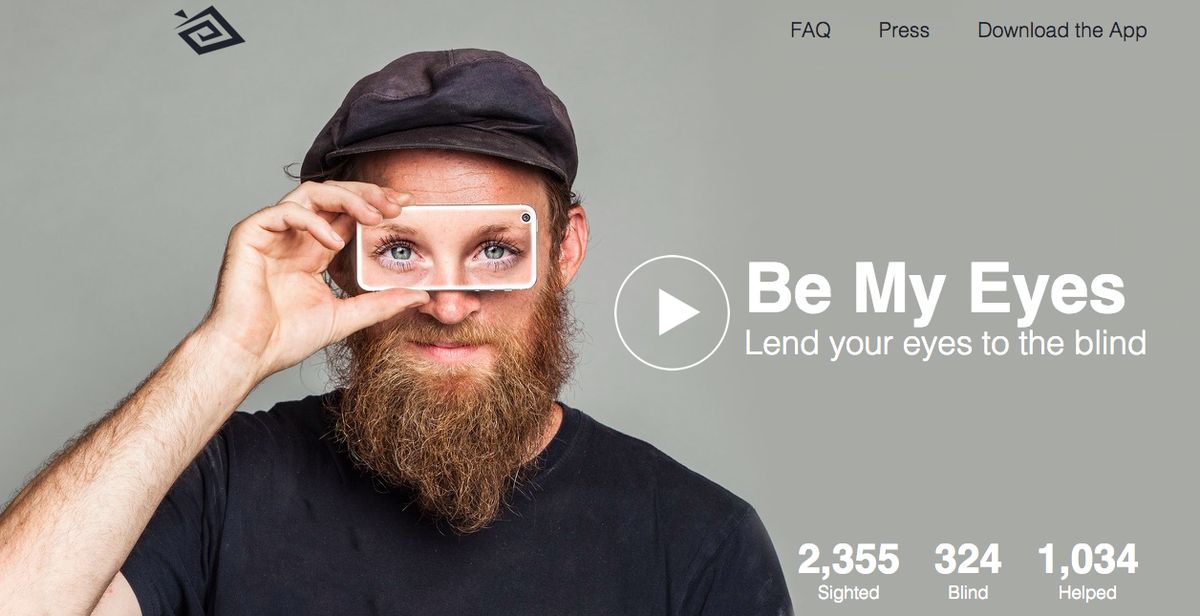 FAQ Press Download the App
Be My Eyes
Lend your eyes to the blind
2,355 324 1,034
Sighted Blind Helped